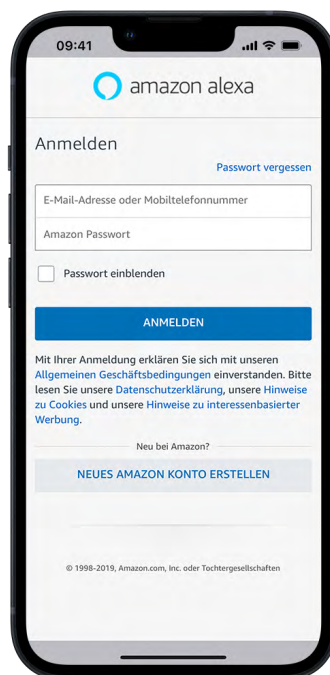 09:41
amazon alexa
Anmelden
Passwort vergessen
E-Mail-Adresse oder Mobiltelefonnummer
Amazon Passwort
Passwort einblenden
ANMELDEN
Mit Ihrer Anmeldung erklären Sie sich mit unseren
Allgemeinen Geschäftsbedingungen einverstanden. Bitte
lesen Sie unsere Datenschutzerklärung, unsere Hinweise
zu Cookies und unsere Hinweise zu interessenbasierter
Werbung.
Neu bei Amazon?
NEUES AMAZON KONTO ERSTELLEN
© 1998-2019, Amazon.com, Inc. oder Tochtergesellschaften